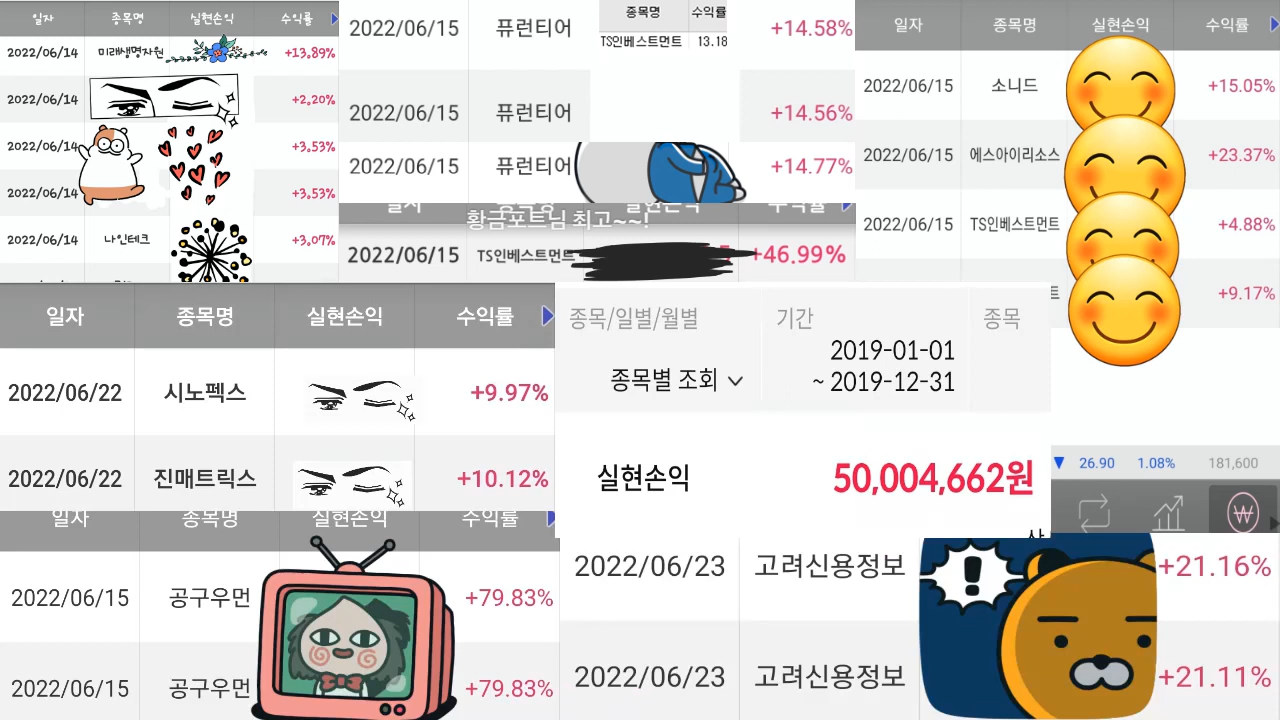 일자 종목명 실현손익 수익률
2022/06/14 미래생명자원 +13.89%
2022/06/14 +2.20%
2022/06/14 +3.53%
2022/06/14 +3.53%
2022/06/14 나인테크 +3.07%
종목명 수익률
TS인베스트먼트 13.18
2022/06/15 퓨런티어 +14.58%
2022/06/15 퓨런티어 +14.56%
2022/06/15 퓨런티어 +14.77%
일자 종목명 실현손익 수익률
황금포트님 최고~~!
2022/06/15 TS인베스트먼트 +46.99%
일자 종목명 실현손익 수익률
2022/06/15 소니드 +15.05%
2022/06/15 에스아이리소스 +23.37%
2022/06/15 TS인베스트먼트 +4.88%
트 +9.17%
일자 종목명 실현손익 수익률
2022/06/22 시노펙스 +9.97%
2022/06/22 진매트릭스 +10.12%
종목/일별/월별 기간 종목
2019-01-01
종목별 조회 ~ 2019-12-31
실현손익 50,004,662원
▼ 26.90 1.08% 181,600
일자 종목명 실현손익 수익률
2022/06/15 공구우먼 +79.83%
2022/06/15 공구우먼 +79.83%
2022/06/23 고려신용정보 +21.16%
2022/06/23 고려신용정보 +21.11%